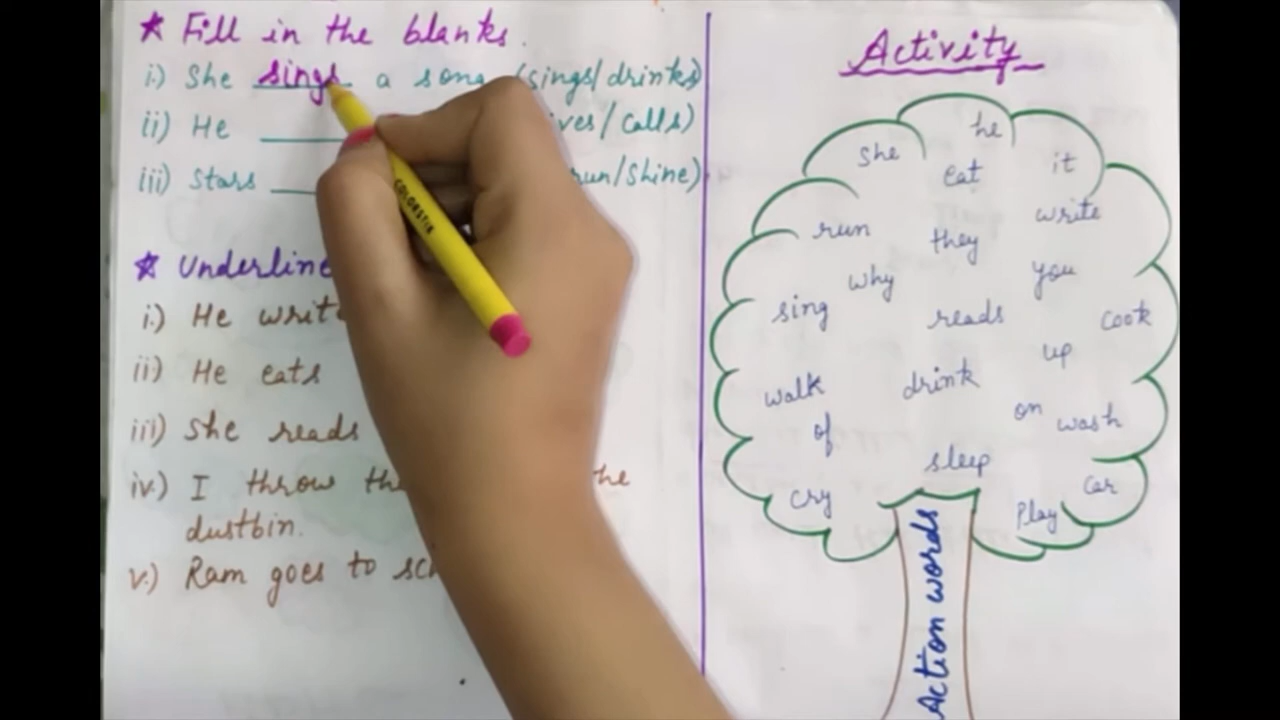 ★ Fill in the blanks.
i) She sings a song (sings/drinks)
ii) He ____ /calls)
iii) Stars ____ run/Shine).
★ Underline
i.) He
ii) He eats
iii) She reads
iv.) I throw the
dustbin.
v.) Ram goes to
COLORSTIX
Activity
she he
eat it
run they write
why you
sing reads cook
up
walk drink
of on wash
sleep
cry Play car
Action words